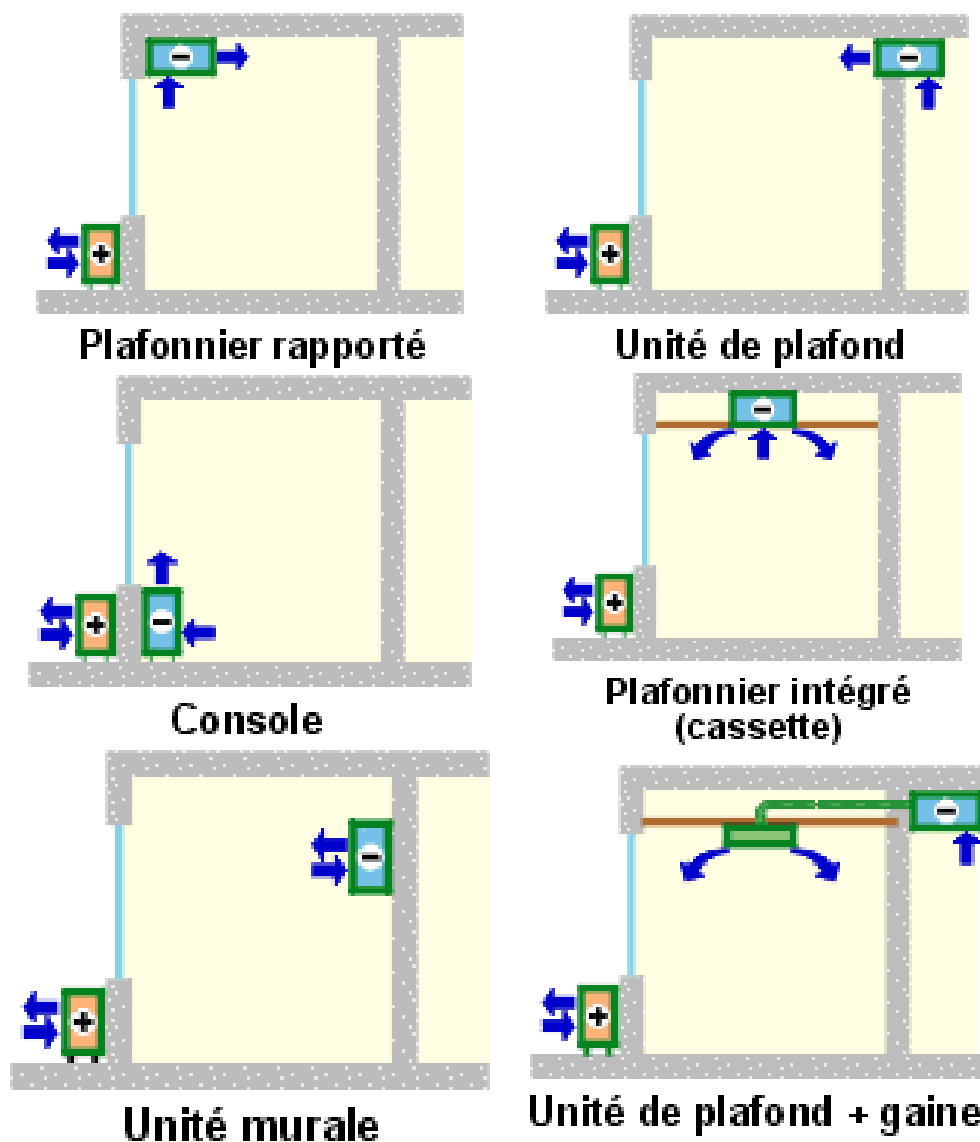 Plafonnier rapporté
Unité de plafond
Console
Plafonnier intégré
(cassette)
Unité murale
Unité de plafond + gaine